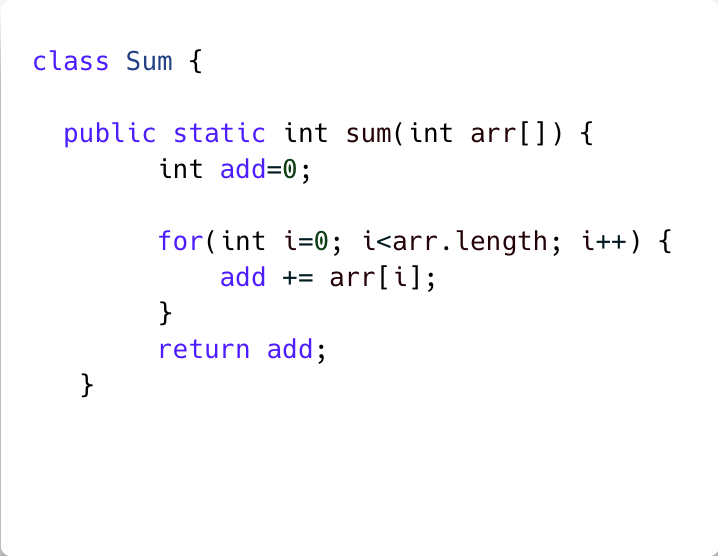 class Sum {
public static int sum(int arr[]) {
int add=0;
for(int i=0; i<arr.length; i++) {
add += arr[i];
}
return add;
}